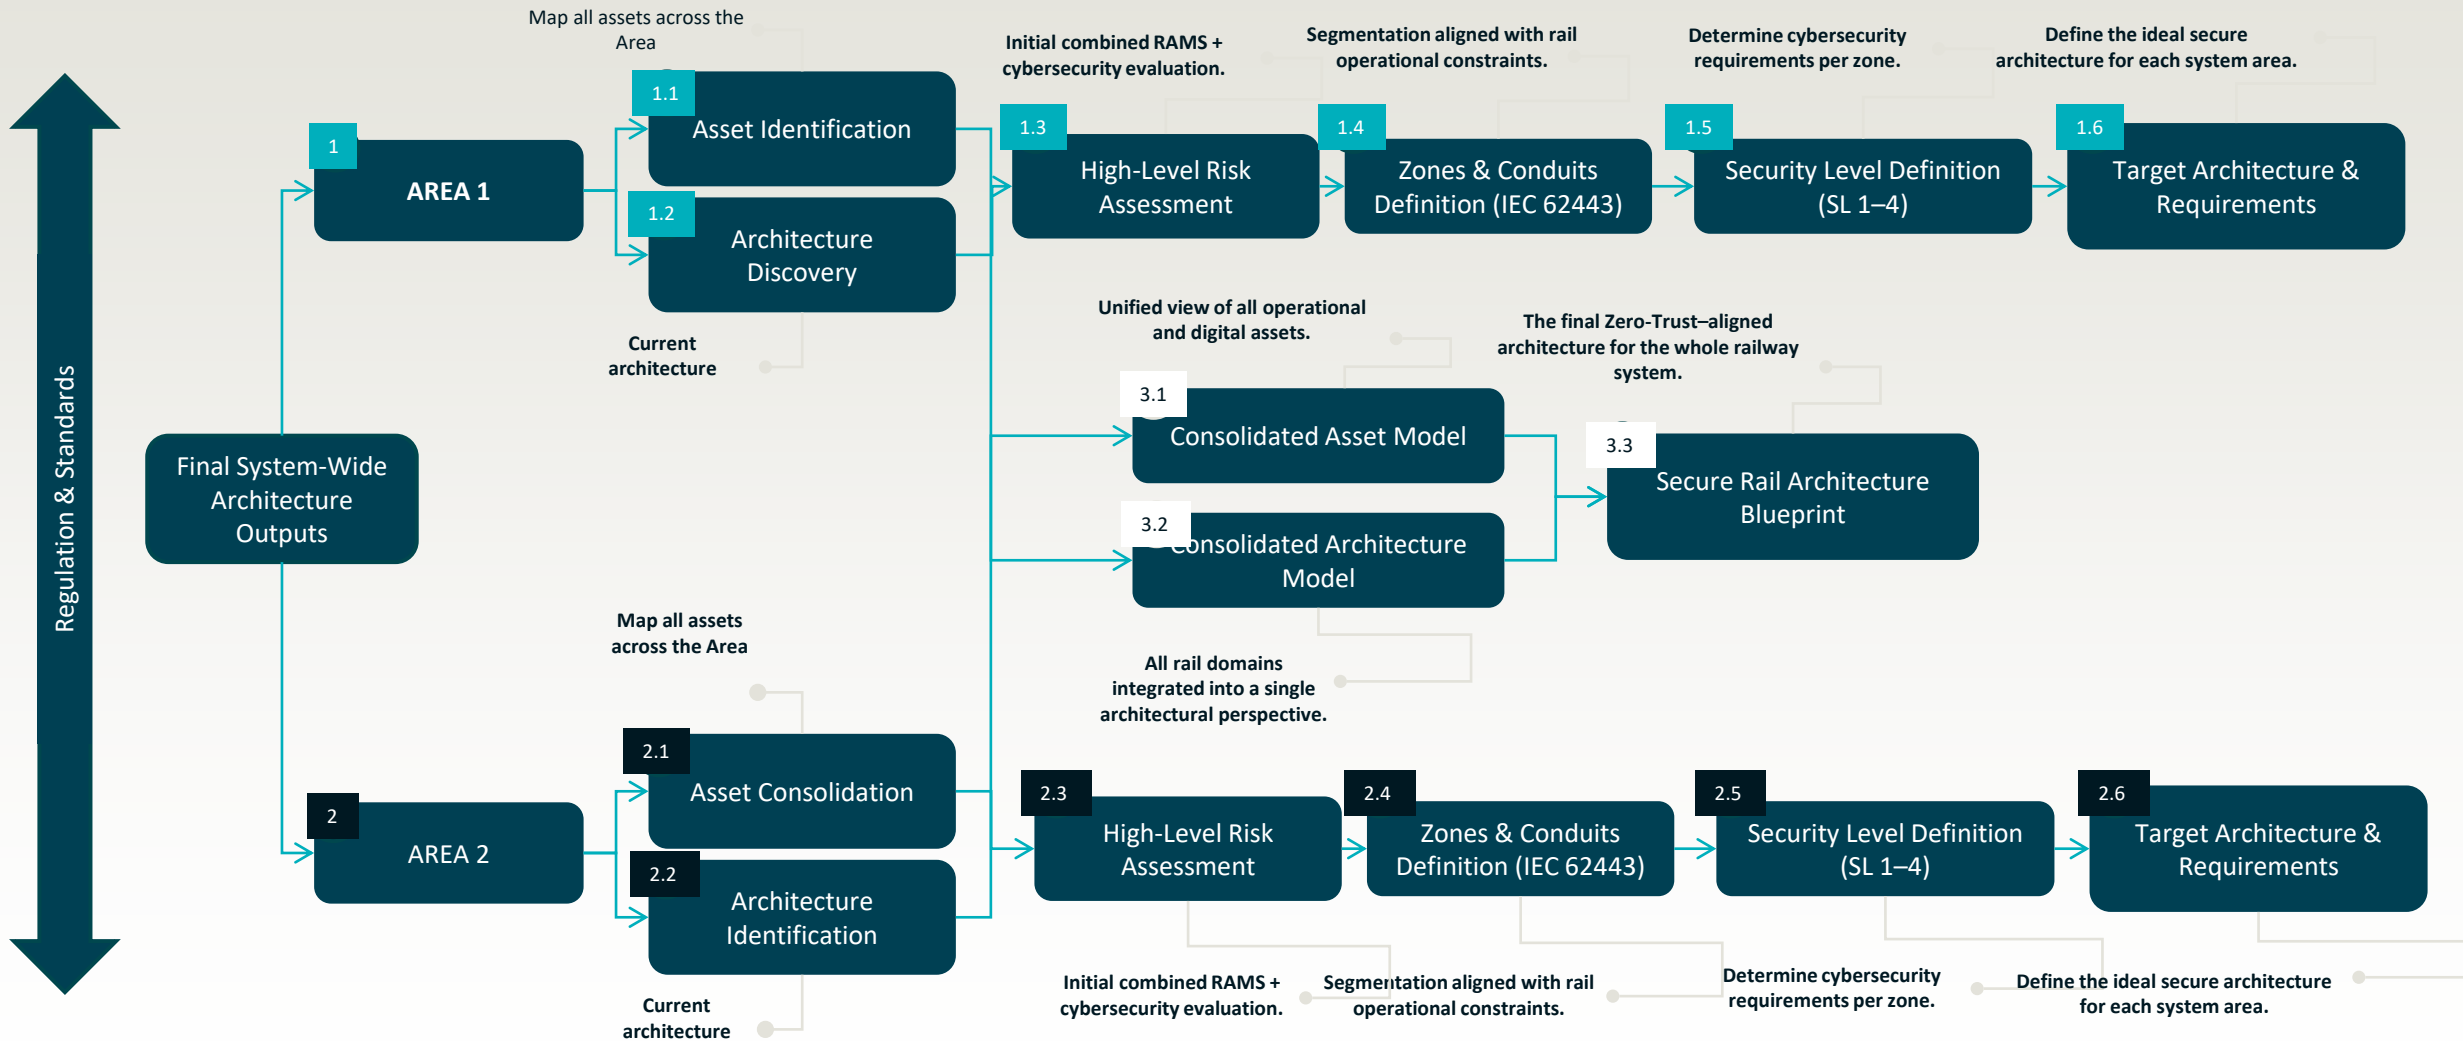 Map all assets across the
Area
Initial combined RAMS +
cybersecurity evaluation.
Segmentation aligned with rail
operational constraints.
Determine cybersecurity
requirements per zone.
Define the ideal secure
architecture for each system area.
1
AREA 1
1.1
Asset Identification
1.2
Architecture
Discovery
1.3
High-Level Risk
Assessment
1.4
Zones & Conduits
Definition (IEC 62443)
1.5
Security Level Definition
(SL 1–4)
1.6
Target Architecture &
Requirements
Current
architecture
Regulation & Standards
Final System-Wide
Architecture
Outputs
Unified view of all operational
and digital assets.
The final Zero-Trust–aligned
architecture for the whole railway
system.
3.1
Consolidated Asset Model
3.2
Consolidated Architecture
Model
3.3
Secure Rail Architecture
Blueprint
All rail domains
integrated into a single
architectural perspective.
Map all assets
across the Area
2
AREA 2
2.1
Asset Consolidation
2.2
Architecture
Identification
2.3
High-Level Risk
Assessment
2.4
Zones & Conduits
Definition (IEC 62443)
2.5
Security Level Definition
(SL 1–4)
2.6
Target Architecture &
Requirements
Current
architecture
Initial combined RAMS +
cybersecurity evaluation.
Segmentation aligned with rail
operational constraints.
Determine cybersecurity
requirements per zone.
Define the ideal secure architecture
for each system area.